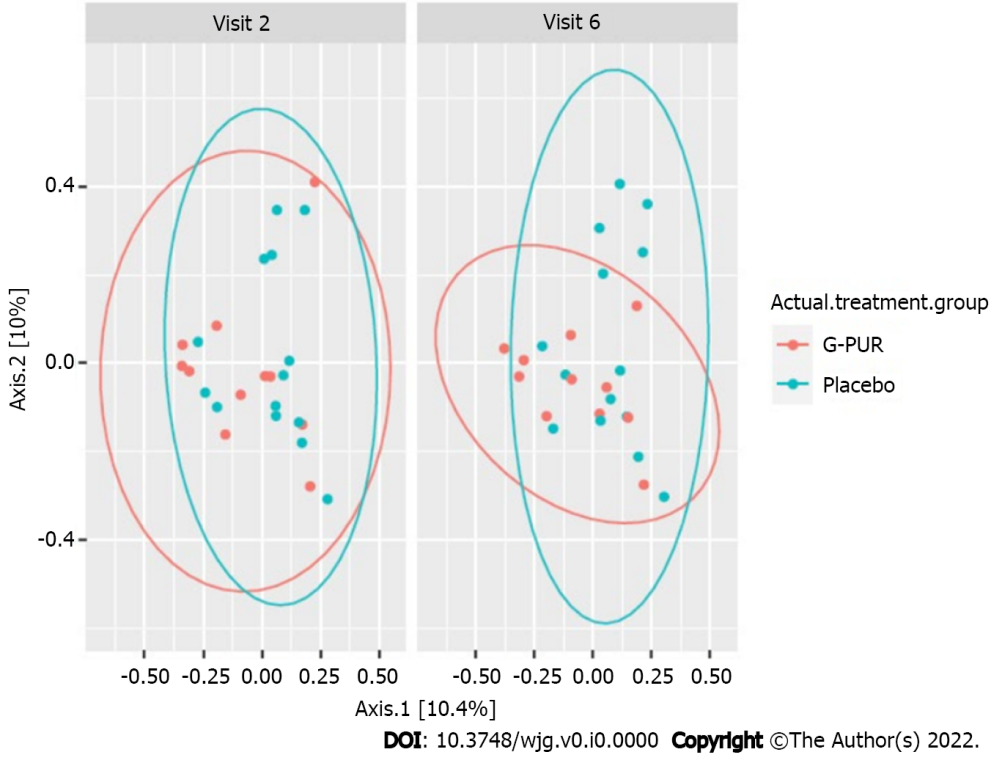 Visit 2
Visit 6
0.4
0.0
-0.4
Axis.2 [10%]
-0.50 -0.25 0.00 0.25 0.50
-0.50 -0.25 0.00 0.25 0.50
Axis.1 [10.4%]
Actual.treatment.group
G-PUR
Placebo
DOI: 10.3748/wjg.v0.i0.0000 Copyright ©The Author(s) 2022.